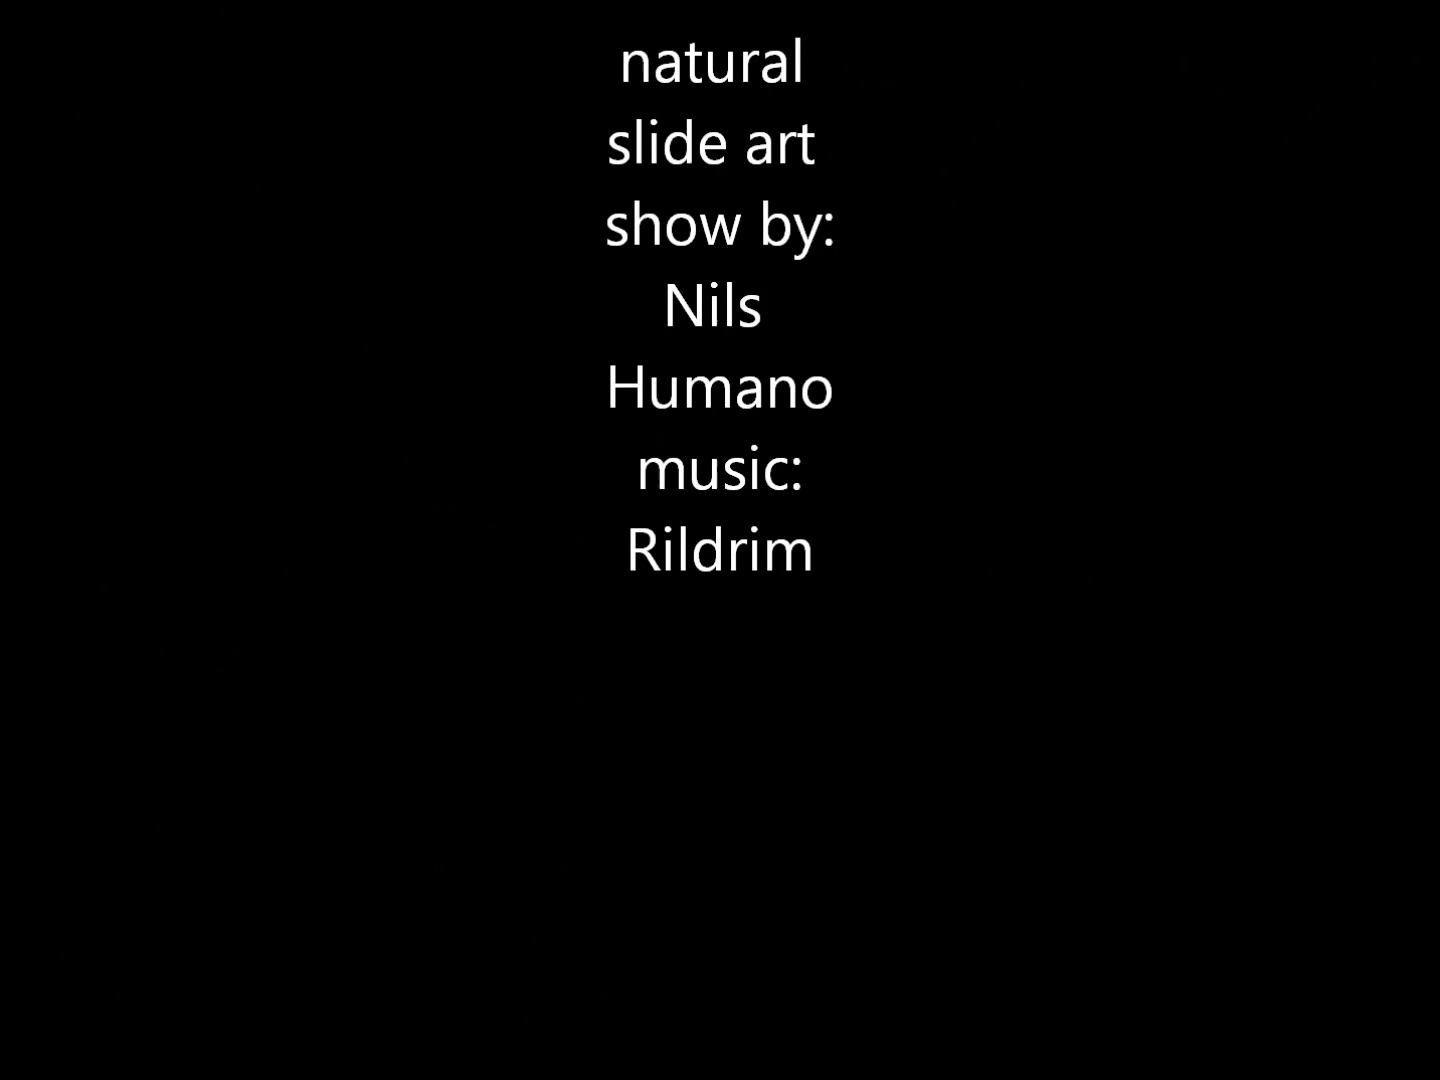 natural
slide art
show by:
Nils
Humano
music:
Rildrim